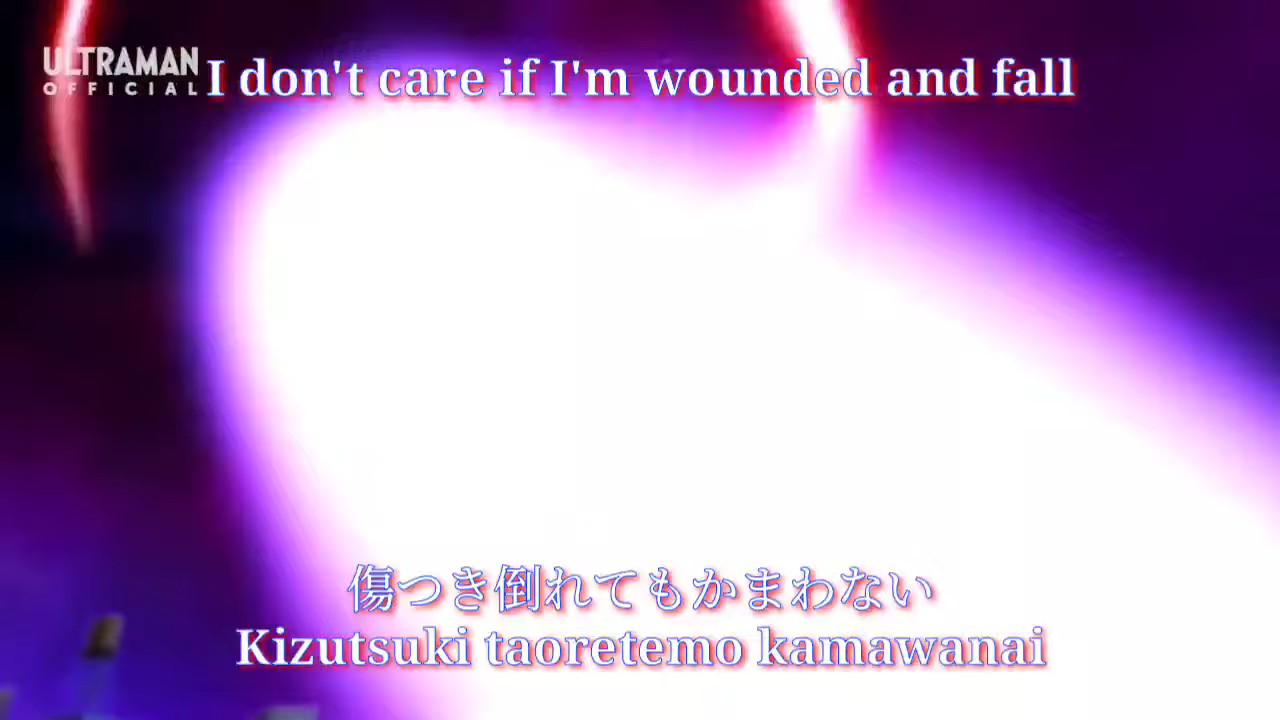 ULTRAMAN
OFFICIAL
I don't care if I'm wounded and fall
傷つき倒れてもかまわない
Kizutsuki taoretemo kamawanai